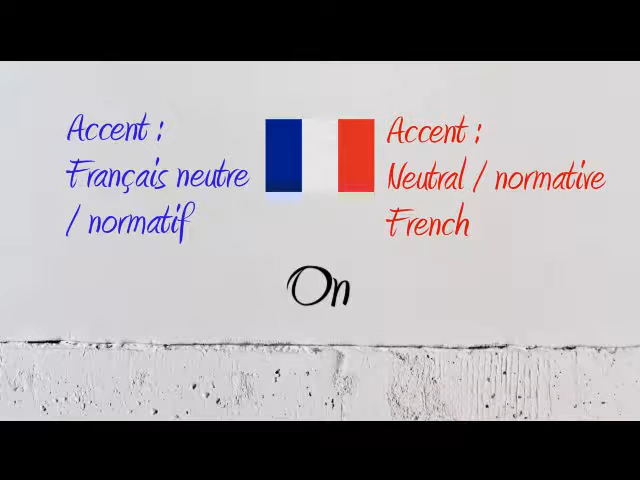 Accent :
Français neutre
/ normatif
Accent :
Neutral / normative
French
On